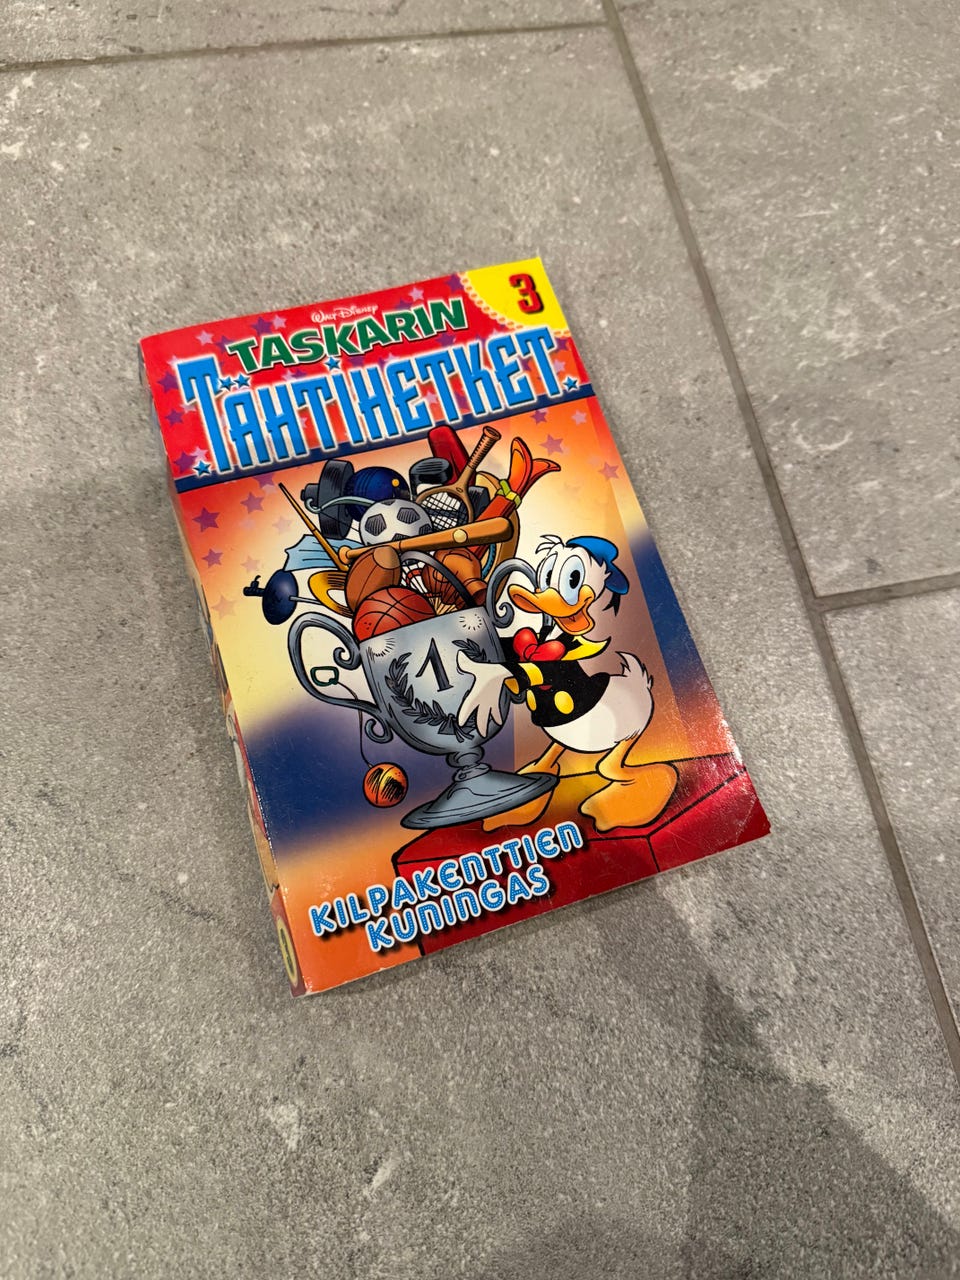 Walt Disney
3
TASKARIN
TÄHTIHETKET
1
KILPAKENTTIEN
KUNINGAS